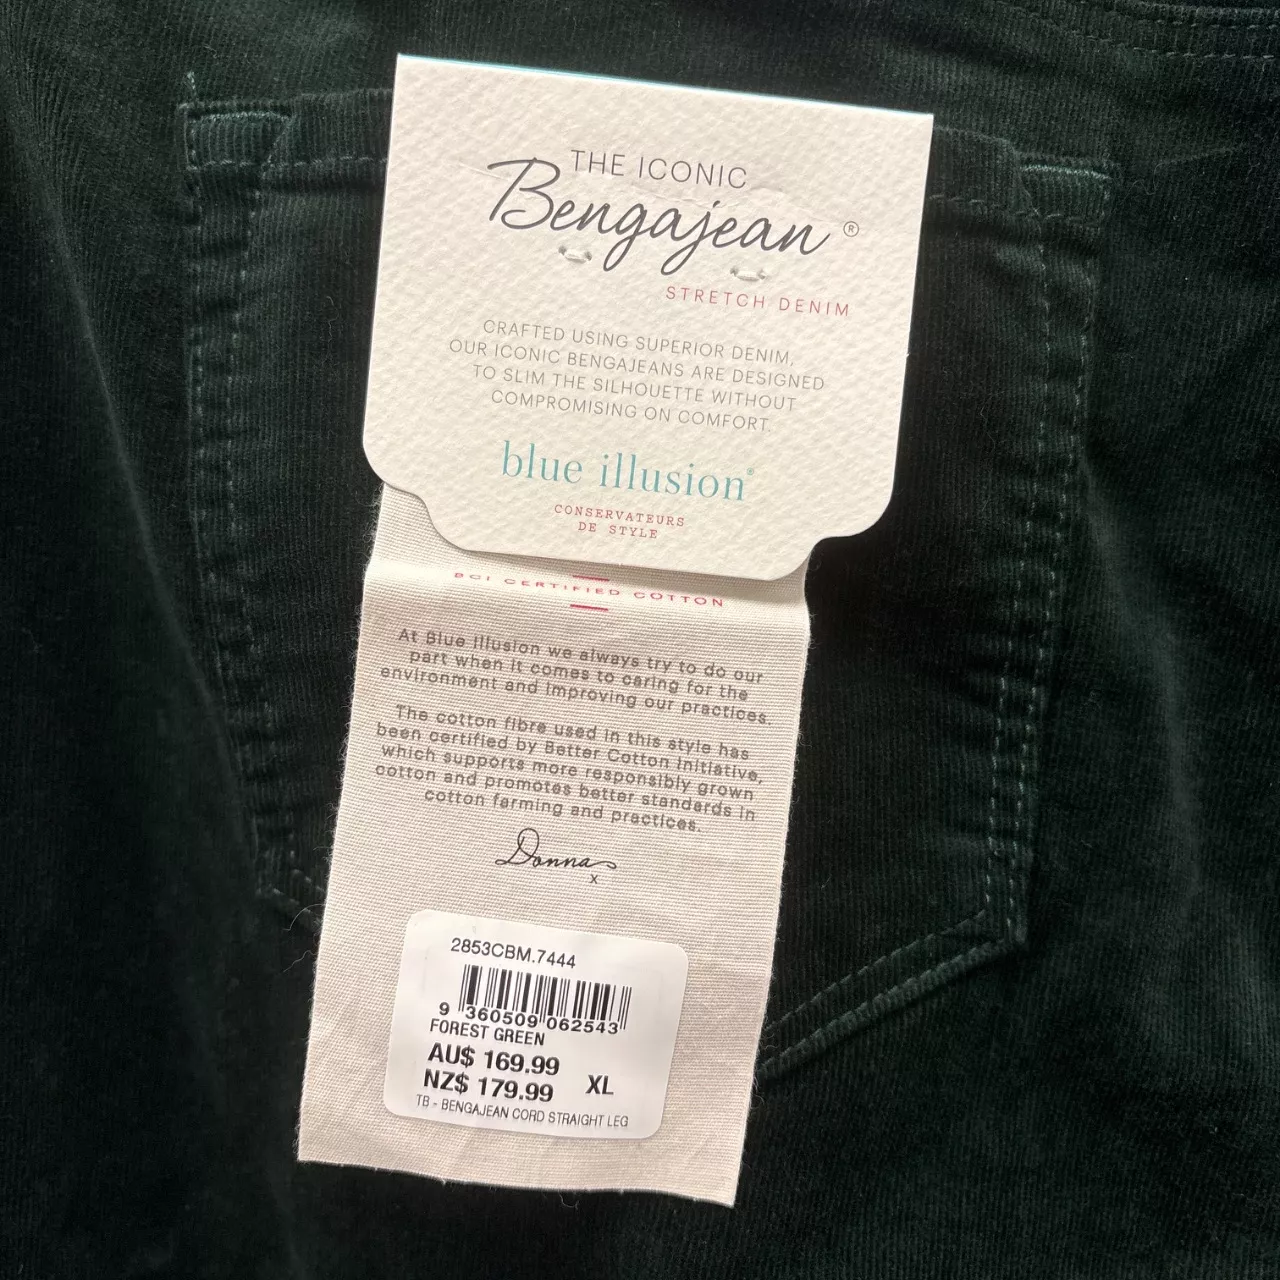 THE ICONIC
Bengajean®
STRETCH DENIM
CRAFTED USING SUPERIOR DENIM,
OUR ICONIC BENGAJEANS ARE DESIGNED
TO SLIM THE SILHOUETTE WITHOUT
COMPROMISING ON COMFORT.
blue illusion®
CONSERVATEURS
DE STYLE
BCI CERTIFIED COTTON
At Blue Illusion we always try to do our
part when it comes to caring for the
environment and improving our practices.
The cotton fibre used in this style has
been certified by Better Cotton Initiative,
which supports more responsibly grown
cotton and promotes better standards in
cotton farming and practices.
Donna
x
2853CBM.7444
9 360509 062543
FOREST GREEN
AU$ 169.99
NZ$ 179.99 XL
TB - BENGAJEAN CORD STRAIGHT LEG